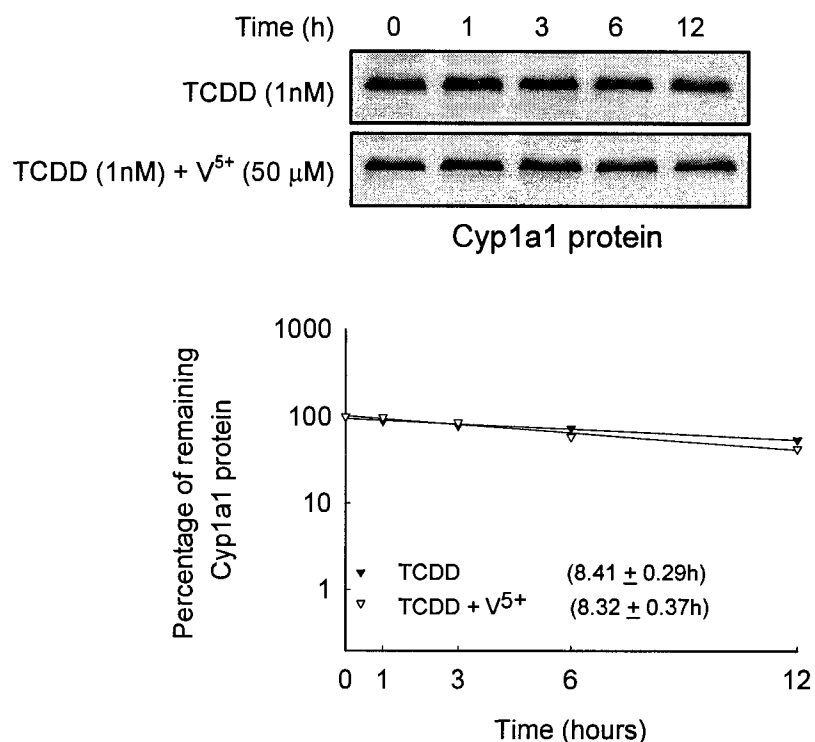 Time (h) 0 1 3 6 12
TCDD (1nM)
TCDD (1nM) + V5+ (50 µM)
Cyp1a1 protein
Percentage of remaining
Cyp1a1 protein
1000
100
10
1
TCDD (8.41 ± 0.29h)
TCDD + V5+ (8.32 ± 0.37h)
0 1 3 6 12
Time (hours)